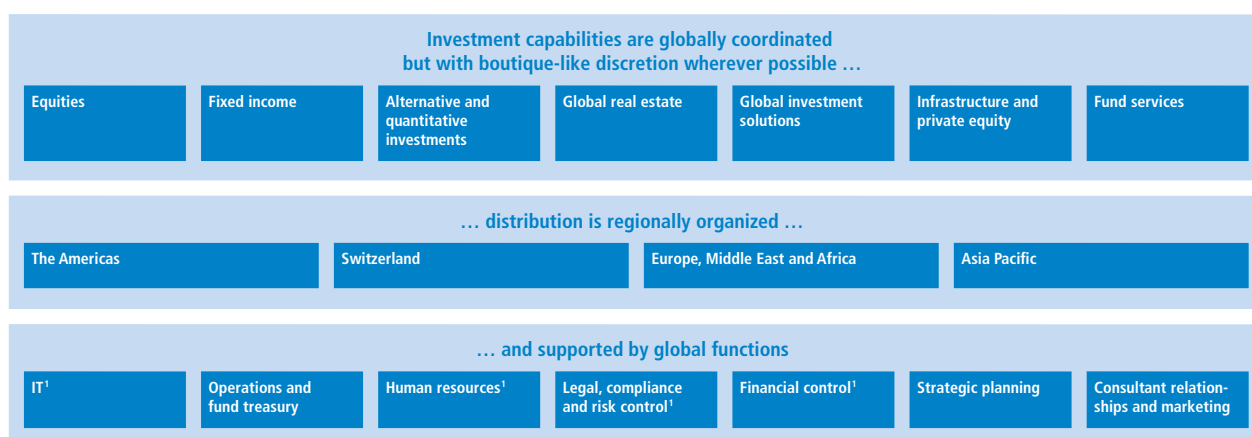 Investment capabilities are globally coordinated
but with boutique-like discretion wherever possible …
Equities
Fixed income
Alternative and
quantitative
investments
Global real estate
Global investment
solutions
Infrastructure and
private equity
Fund services
… distribution is regionally organized …
The Americas
Switzerland
Europe, Middle East and Africa
Asia Pacific
… and supported by global functions
IT¹
Operations and
fund treasury
Human resources¹
Legal, compliance
and risk control¹
Financial control¹
Strategic planning
Consultant relation-
ships and marketing